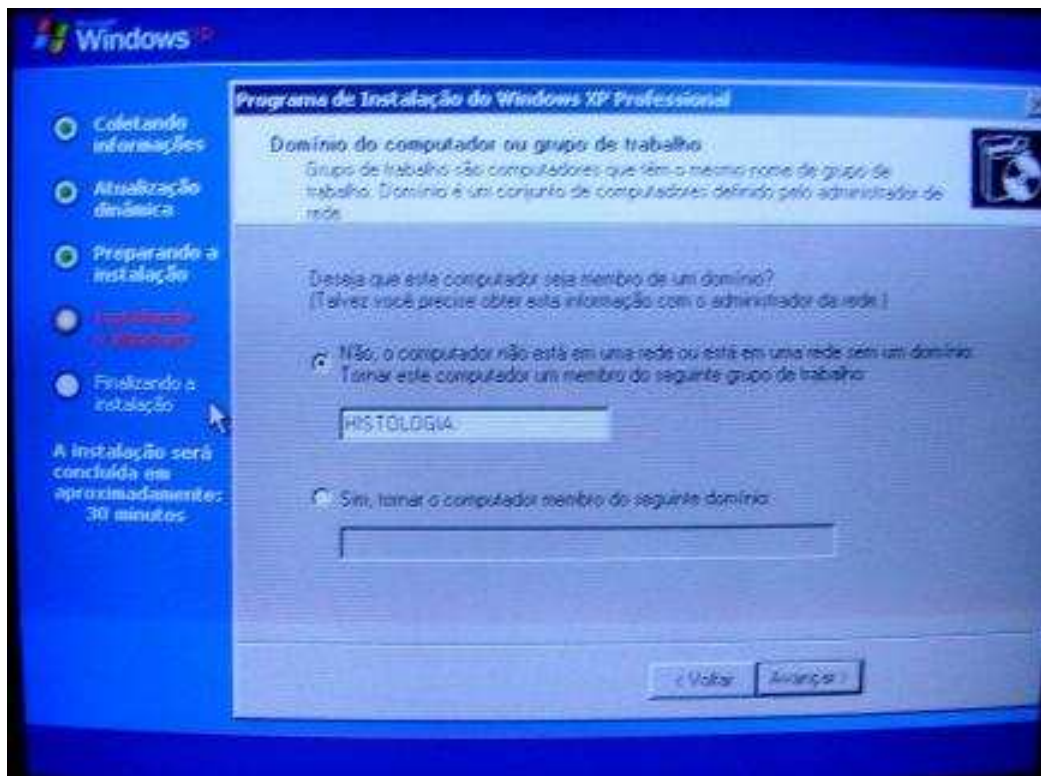 Windows xp
Coletando
informações
Atualização
dinâmica
Preparando a
instalação
Finalizando a
instalação
A instalação será
concluída em
aproximadamente:
30 minutos
Programa de Instalação do Windows XP Professional
Domínio do computador ou grupo de trabalho
Grupo de trabalho são computadores que têm o mesmo nome de grupo de
trabalho. Domínio é um conjunto de computadores definido pelo administrador de
rede.
Deseja que este computador seja membro de um domínio?
(Talvez você precise obter esta informação com o administrador da rede.)
Não, o computador não está em uma rede ou está em uma rede sem um domínio.
Tornar este computador um membro do seguinte grupo de trabalho:
HISTOLOGIA
Sim, tornar o computador membro do seguinte domínio:
< Voltar
Avançar >